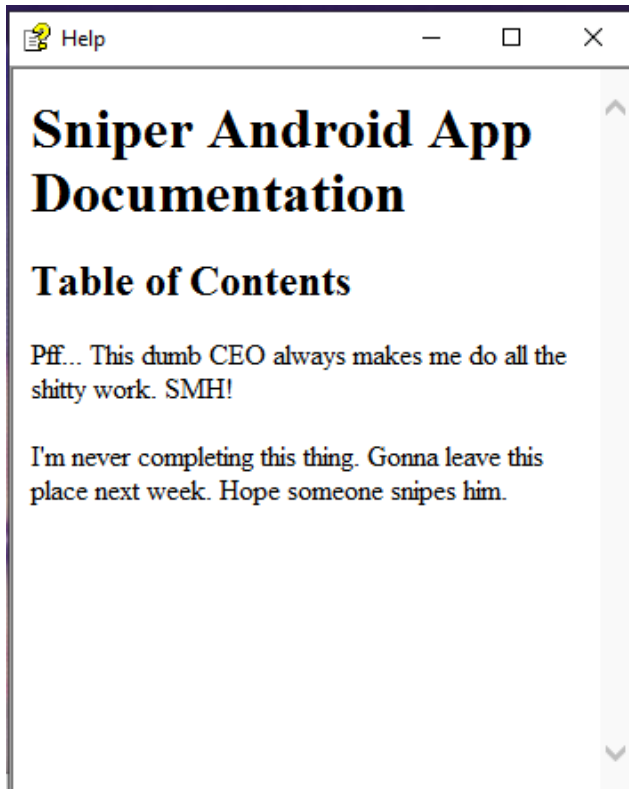 Help
Sniper Android App
Documentation
Table of Contents
Pff... This dumb CEO always makes me do all the
shitty work. SMH!
I'm never completing this thing. Gonna leave this
place next week. Hope someone snipes him.